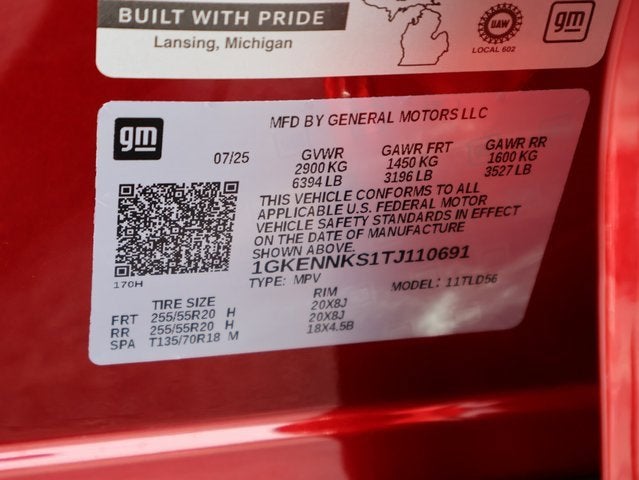 BUILT WITH PRIDE
Lansing, Michigan
UAW
LOCAL 602
gm
gm
MFD BY GENERAL MOTORS LLC
07/25 GVWR GAWR FRT GAWR RR
2900 KG 1450 KG 1600 KG
6394 LB 3196 LB 3527 LB
THIS VEHICLE CONFORMS TO ALL
APPLICABLE U.S. FEDERAL MOTOR
VEHICLE SAFETY STANDARDS IN EFFECT
ON THE DATE OF MANUFACTURE
SHOWN ABOVE.
1GKENNKS1TJ110691
170H
TYPE: MPV MODEL: 11TLD56
TIRE SIZE RIM
FRT 255/55R20 H 20X8J
RR 255/55R20 H 20X8J
SPA T135/70R18 M 18X4.5B